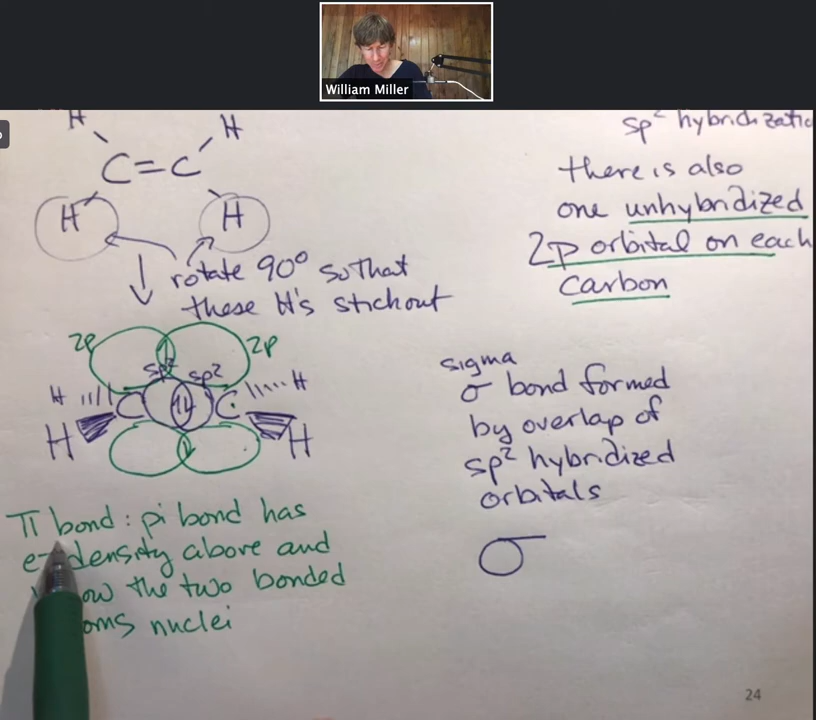 William Miller
H
H
C=C
H
H
rotate 90° so that
these H's stick out
sp² hybridizatio
there is also
one unhybridized
2p orbital on each
carbon
2p
2p
sp² sp²
H
H
C
1L
C
H
H
sigma
σ bond formed
by overlap of
sp² hybridized
orbitals
σ
π bond: pi bond has
e- density above and
ow the two bonded
oms nuclei
24